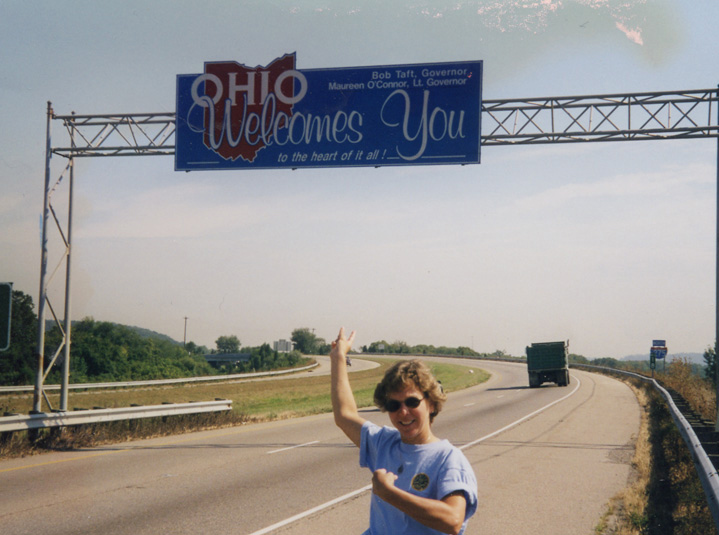 OHIO
Bob Taft, Governor
Maureen O'Connor, Lt. Governor
Welcomes You
to the heart of it all!